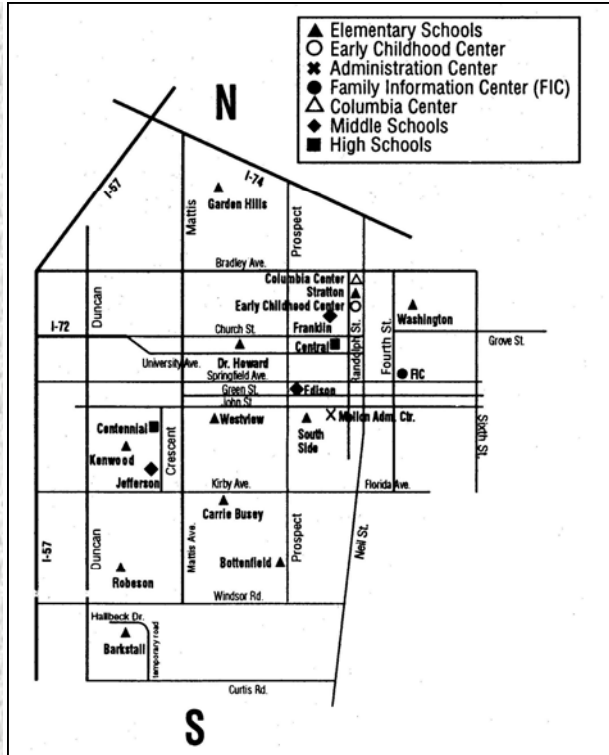 Elementary Schools
Early Childhood Center
Administration Center
Family Information Center (FIC)
Columbia Center
Middle Schools
High Schools
N
I-57
I-74
Mattis
Garden Hills
Prospect
Bradley Ave.
Duncan
Columbia Center
Stratton
Early Childhood Center
Randolph St.
Fourth St.
Washington
I-72
Church St.
Franklin
Grove St.
Central
University Ave.
Dr. Howard
Springfield Ave.
FIC
Green St.
Edison
John St.
Centennial
Westview
South
Side
Mellon Adm. Ctr.
Sixth St.
Kenwood
Crescent
Jefferson
Kirby Ave.
Florida Ave.
Carrie Busey
I-57
Duncan
Mattis Ave.
Prospect
Neil St.
Bottenfield
Robeson
Windsor Rd.
Hallbeck Dr.
Barkstall
temporary road
Curtis Rd.
S